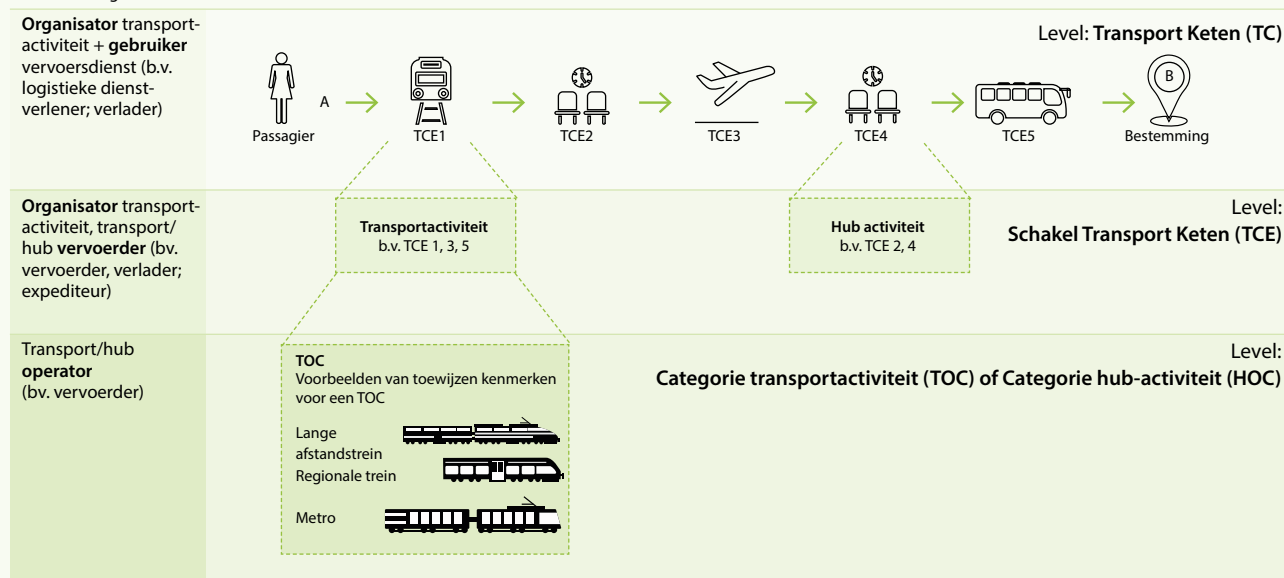 Organisator transport-
activiteit + gebruiker
vervoersdienst (b.v.
logistieke dienst-
verlener; verlader)
Level: Transport Keten (TC)
A
B
Passagier
TCE1
TCE2
TCE3
TCE4
TCE5
Bestemming
Organisator transport-
activiteit, transport/
hub vervoerder (bv.
vervoerder, verlader;
expediteur)
Transportactiviteit
b.v. TCE 1, 3, 5
Hub activiteit
b.v. TCE 2, 4
Level:
Schakel Transport Keten (TCE)
Transport/hub
operator
(bv. vervoerder)
TOC
Voorbeelden van toewijzen kenmerken
voor een TOC
Lange
afstandstrein
Regionale trein
Metro
Level:
Categorie transportactiviteit (TOC) of Categorie hub-activiteit (HOC)